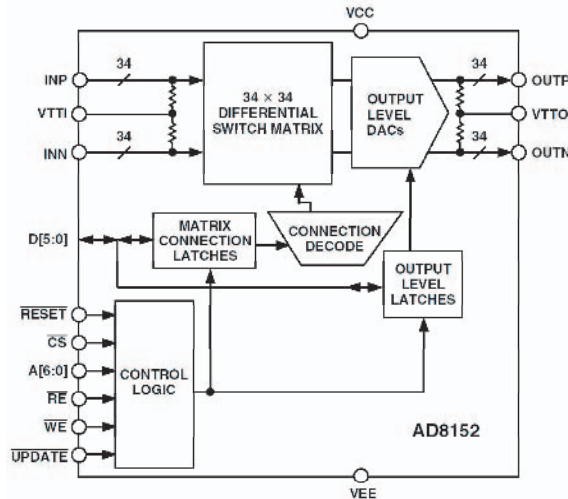 VCC
34
34
INP
OUTP
34 × 34
DIFFERENTIAL
SWITCH MATRIX
OUTPUT
LEVEL
DACs
VTTI
VTTO
34
34
INN
OUTN
MATRIX
CONNECTION
LATCHES
CONNECTION
DECODE
D[5:0]
OUTPUT
LEVEL
LATCHES
RESET
CS
A[6:0]
CONTROL
LOGIC
RE
WE
AD8152
UPDATE
VEE